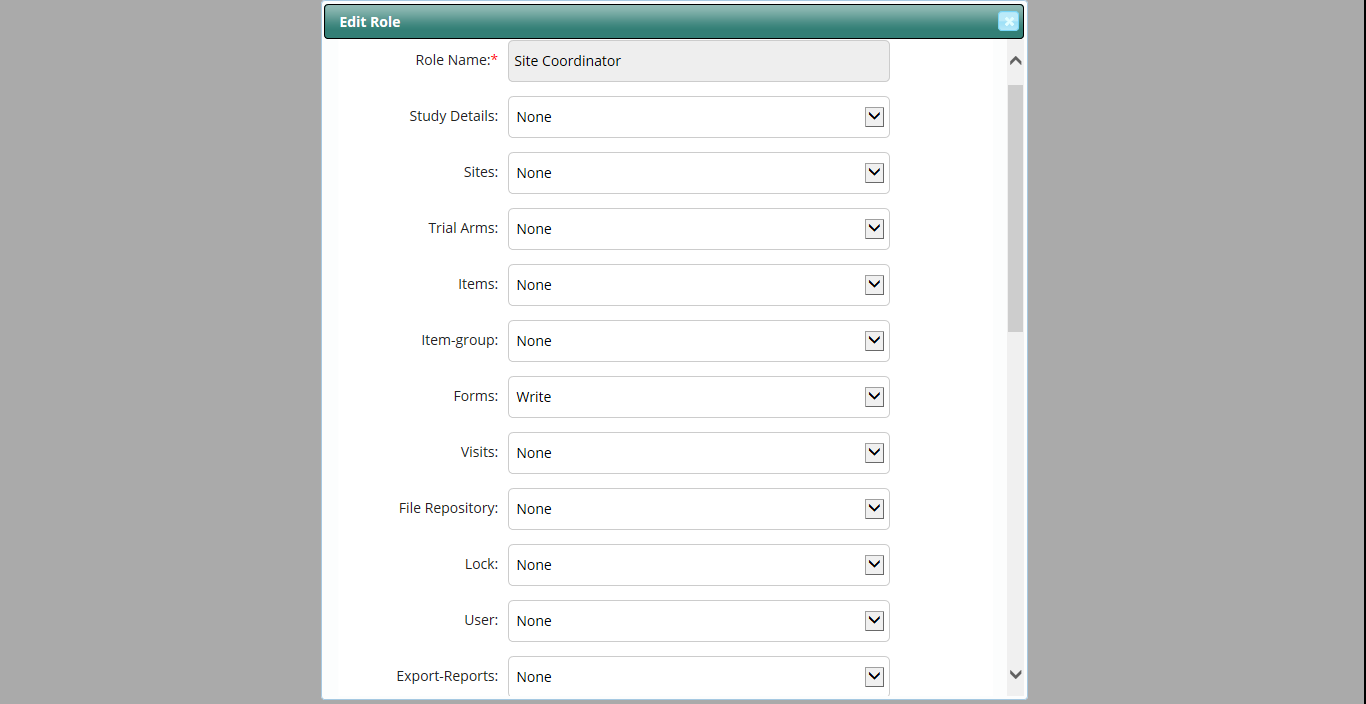 Edit Role
Role Name:* Site Coordinator
Study Details: None
Sites: None
Trial Arms: None
Items: None
Item-group: None
Forms: Write
Visits: None
File Repository: None
Lock: None
User: None
Export-Reports: None